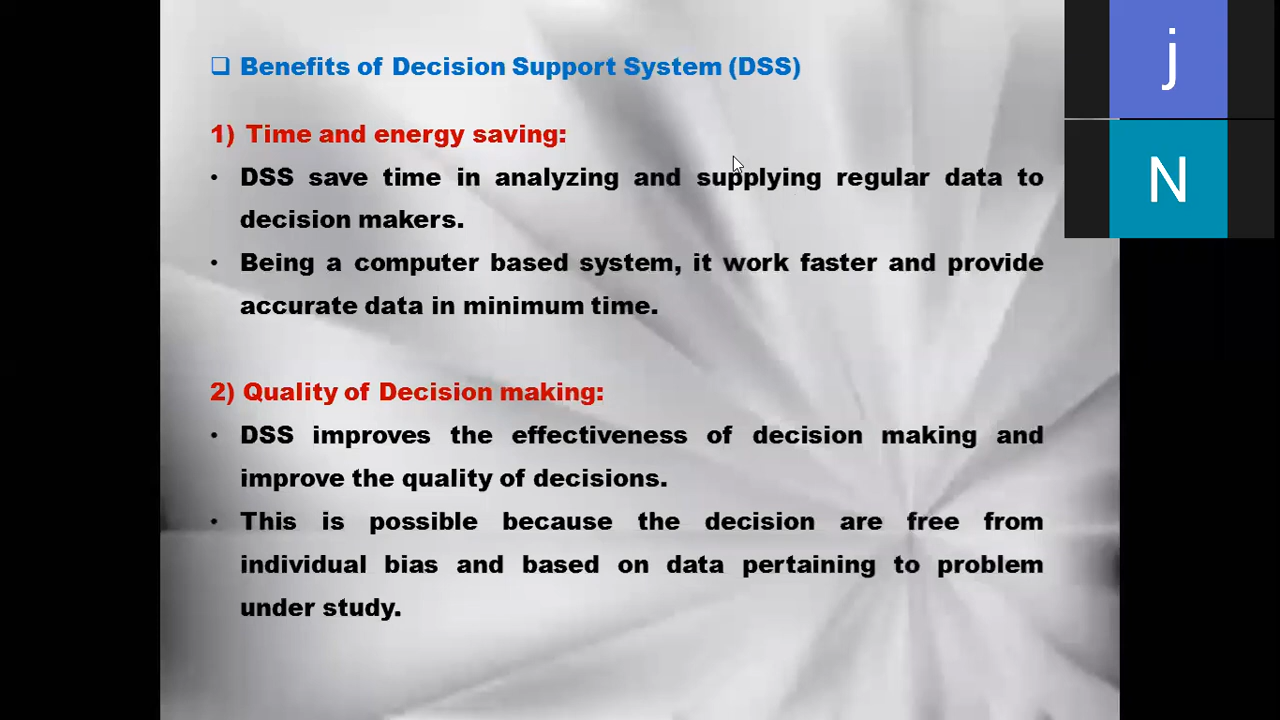 ❑ Benefits of Decision Support System (DSS)
1) Time and energy saving:
• DSS save time in analyzing and supplying regular data to
decision makers.
• Being a computer based system, it work faster and provide
accurate data in minimum time.
2) Quality of Decision making:
• DSS improves the effectiveness of decision making and
improve the quality of decisions.
• This is possible because the decision are free from
individual bias and based on data pertaining to problem
under study.
j
N